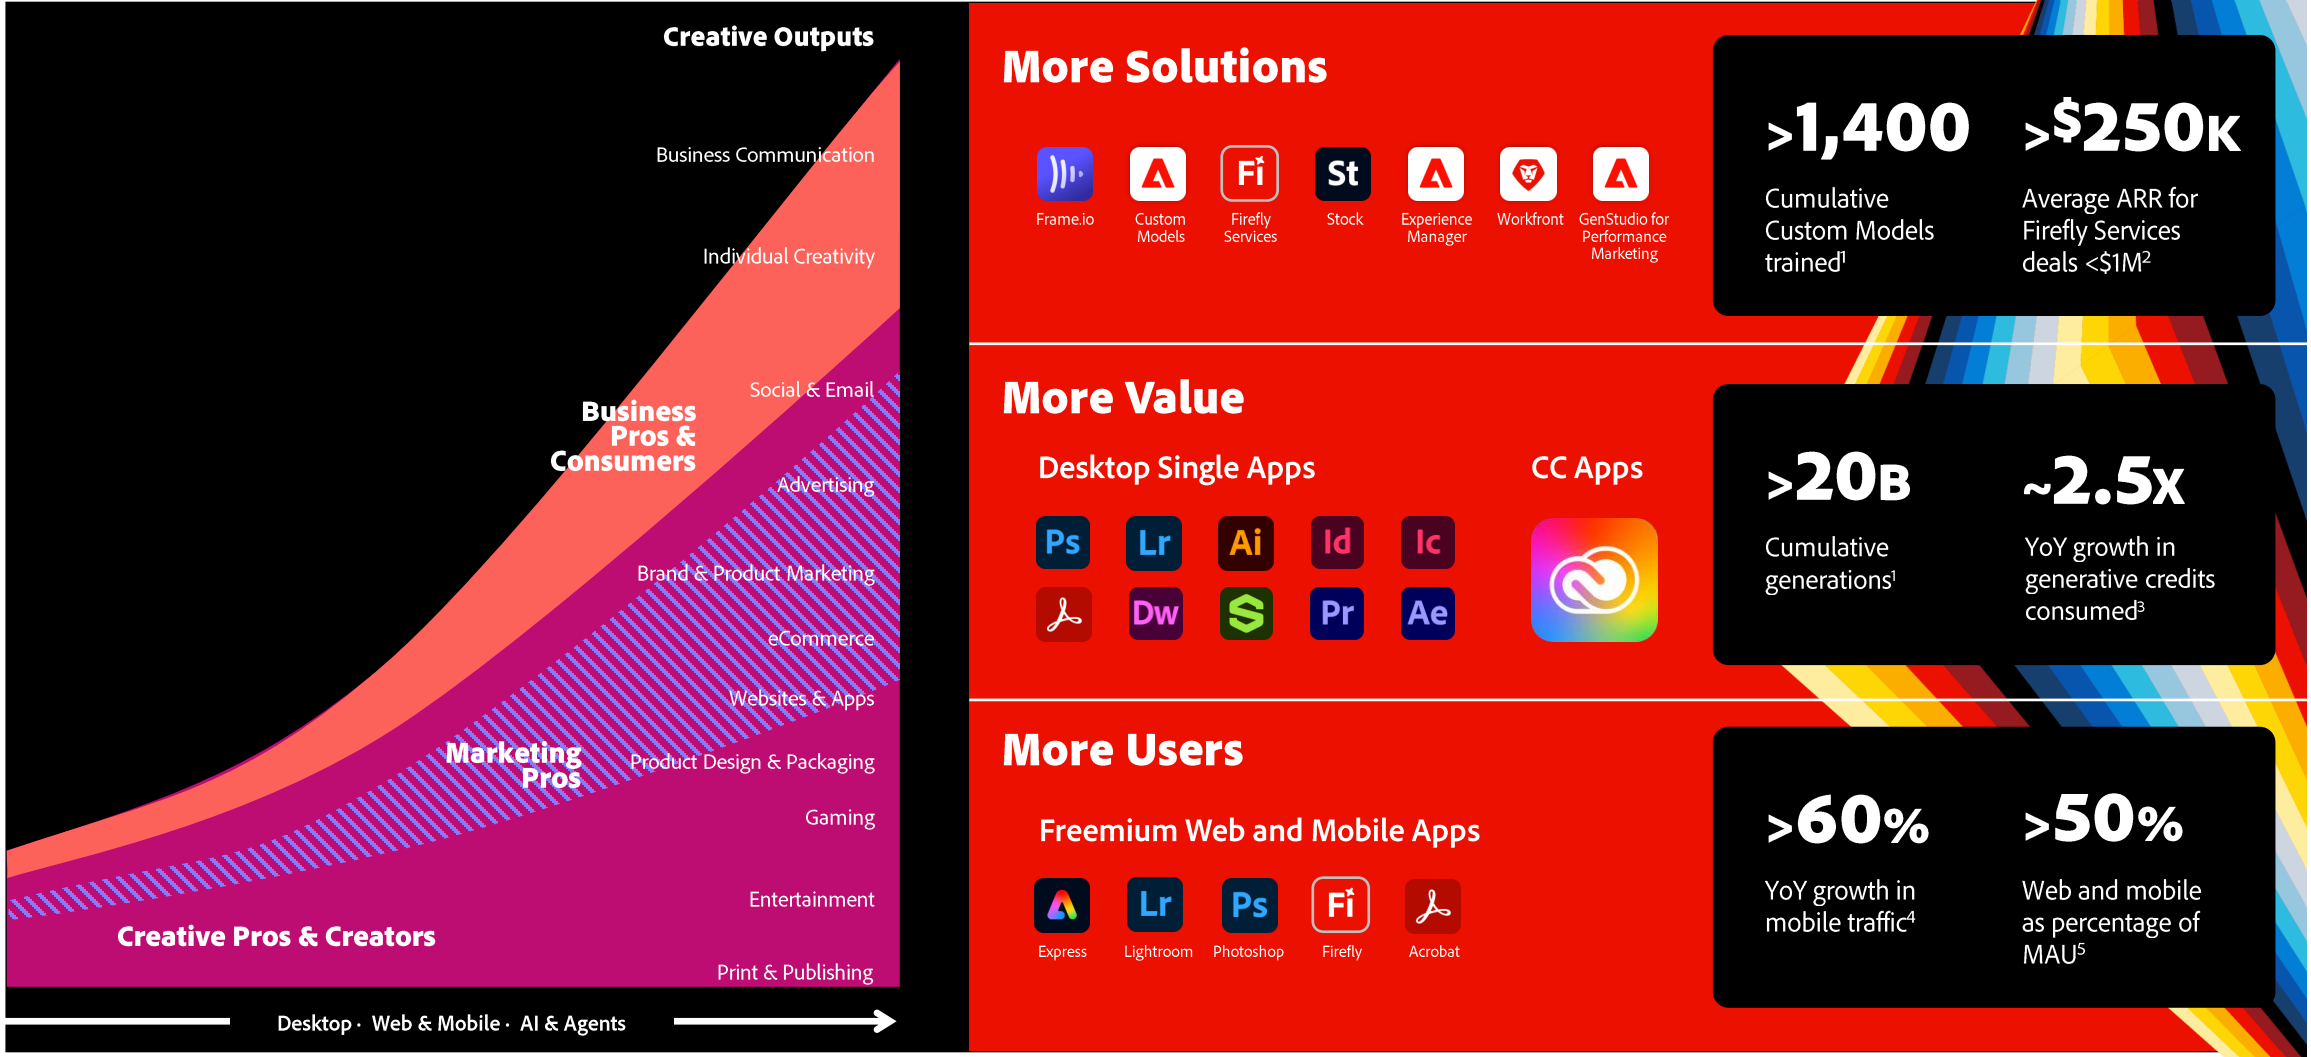 Creative Outputs
Business Communication
Individual Creativity
Social & Email
Business
Pros &
Consumers
Advertising
Brand & Product Marketing
eCommerce
Websites & Apps
Marketing
Pros
Product Design & Packaging
Gaming
Entertainment
Creative Pros & Creators
Print & Publishing
Desktop · Web & Mobile · AI & Agents
More Solutions
Fi St
Frame.io
Custom
Models
Firefly
Services
Stock
Experience
Manager
Workfront
GenStudio for
Performance
Marketing
>1,400
Cumulative
Custom Models
trained¹
>$250K
Average ARR for
Firefly Services
deals <$1M²
More Value
Desktop Single Apps
CC Apps
Ps Lr Ai Id Ic
Dw Pr Ae
>20B
Cumulative
generations¹
~2.5x
YoY growth in
generative credits
consumed³
More Users
Freemium Web and Mobile Apps
Lr Ps Fi
Express
Lightroom
Photoshop
Firefly
Acrobat
>60%
YoY growth in
mobile traffic⁴
>50%
Web and mobile
as percentage of
MAU⁵